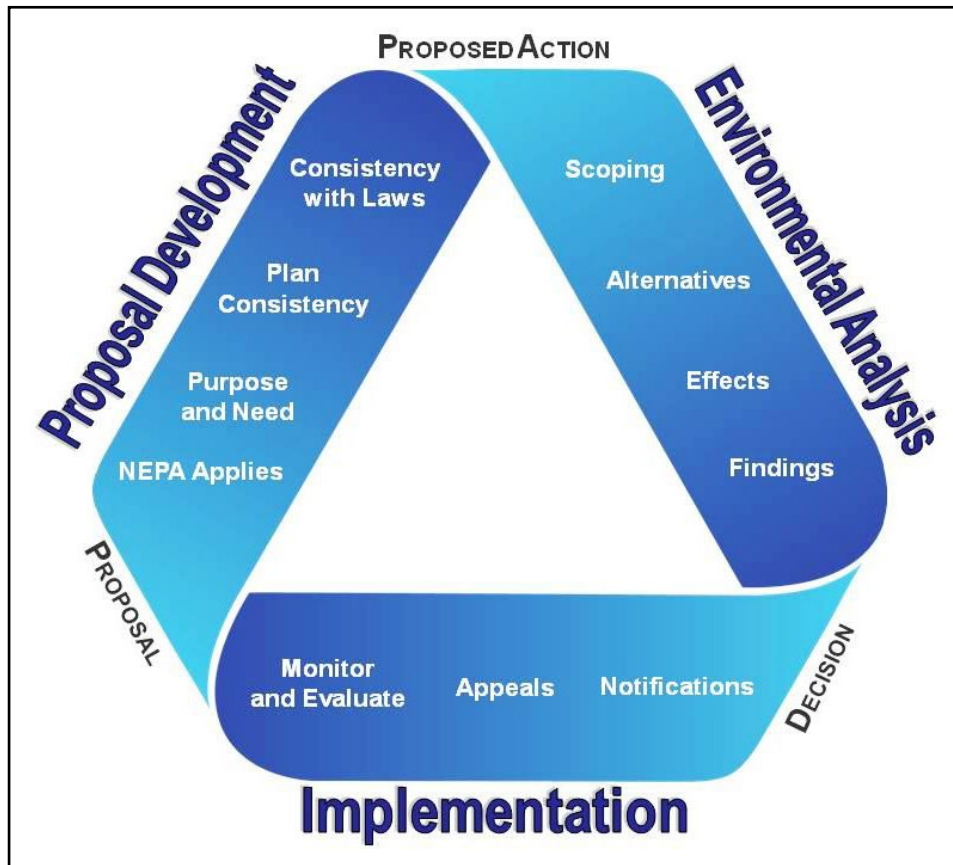 PROPOSED ACTION
Proposal Development
Consistency
with Laws
Plan
Consistency
Purpose
and Need
NEPA Applies
PROPOSAL
Environmental Analysis
Scoping
Alternatives
Effects
Findings
DECISION
Monitor
and Evaluate
Appeals
Notifications
Implementation